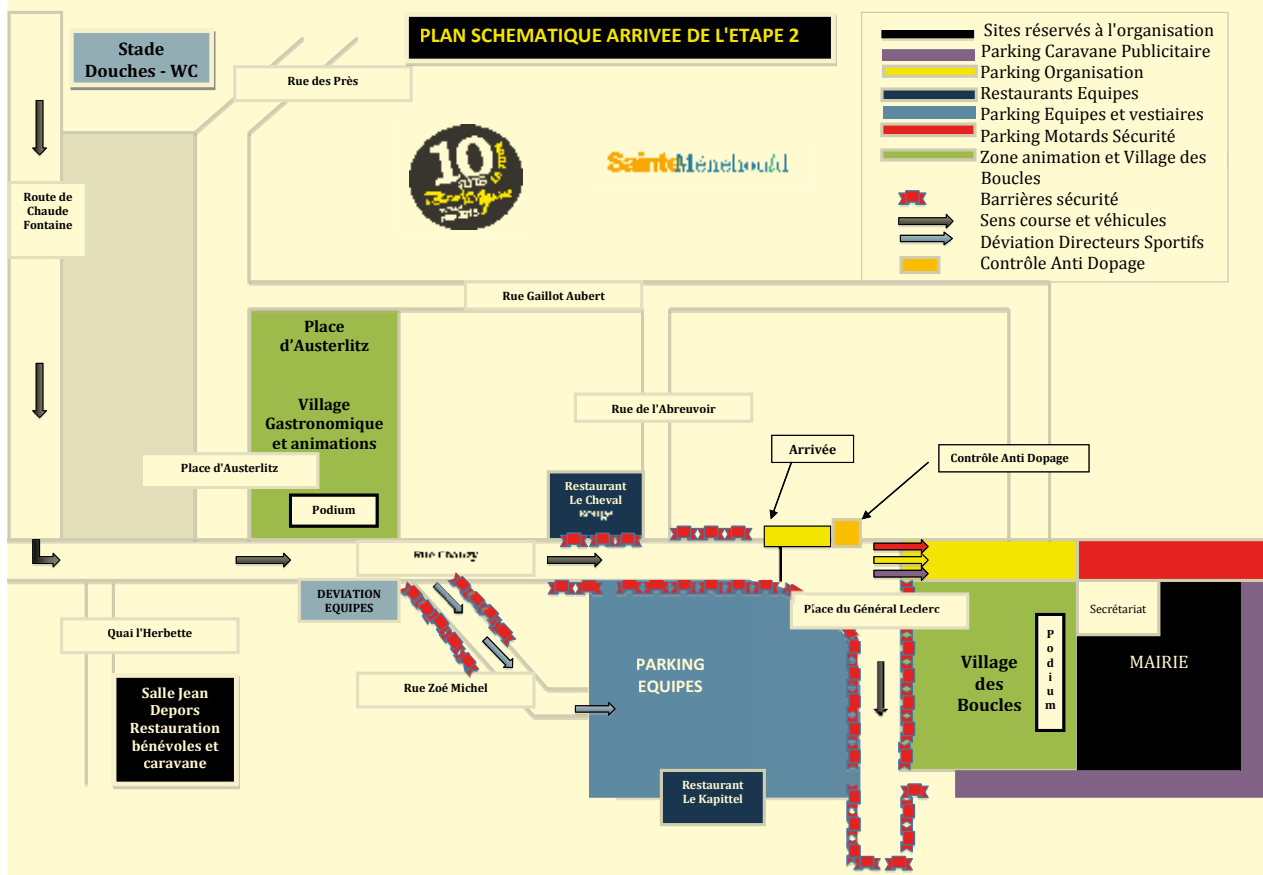 PLAN SCHEMATIQUE ARRIVEE DE L'ETAPE 2
Stade
Douches - WC
Rue des Près
Route de
Chaude
Fontaine
10
Sainte Ménehould
Sites réservés à l'organisation
Parking Caravane Publicitaire
Parking Organisation
Restaurants Equipes
Parking Equipes et vestiaires
Parking Motards Sécurité
Zone animation et Village des
Boucles
Barrières sécurité
Sens course et véhicules
Déviation Directeurs Sportifs
Contrôle Anti Dopage
Rue Gaillot Aubert
Place
d'Austerlitz
Village
Gastronomique
et animations
Podium
Place d'Austerlitz
Rue de l'Abreuvoir
Arrivée
Contrôle Anti Dopage
Restaurant
Le Cheval
Rouge
Rue Chanzy
DEVIATION
EQUIPES
Place du Général Leclerc
Secrétariat
Quai l'Herbette
PARKING
EQUIPES
Village
des
Boucles
Podium
MAIRIE
Rue Zoé Michel
Salle Jean
Depors
Restauration
bénévoles et
caravane
Restaurant
Le Kapittel